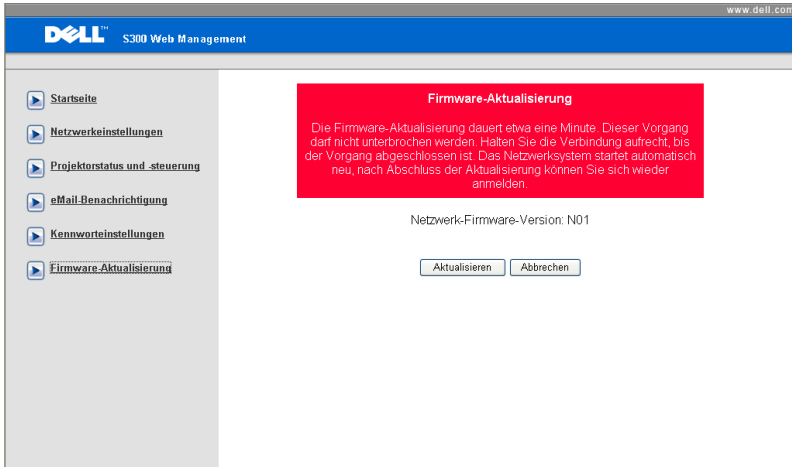 www.dell.com
DELL™ S300 Web Management
Startseite
Netzwerkeinstellungen
Projektorstatus und -steuerung
eMail-Benachrichtigung
Kennworteinstellungen
Firmware-Aktualisierung
Firmware-Aktualisierung
Die Firmware-Aktualisierung dauert etwa eine Minute. Dieser Vorgang
darf nicht unterbrochen werden. Halten Sie die Verbindung aufrecht, bis
der Vorgang abgeschlossen ist. Das Netzwerksystem startet automatisch
neu, nach Abschluss der Aktualisierung können Sie sich wieder
anmelden.
Netzwerk-Firmware-Version: N01
Aktualisieren Abbrechen